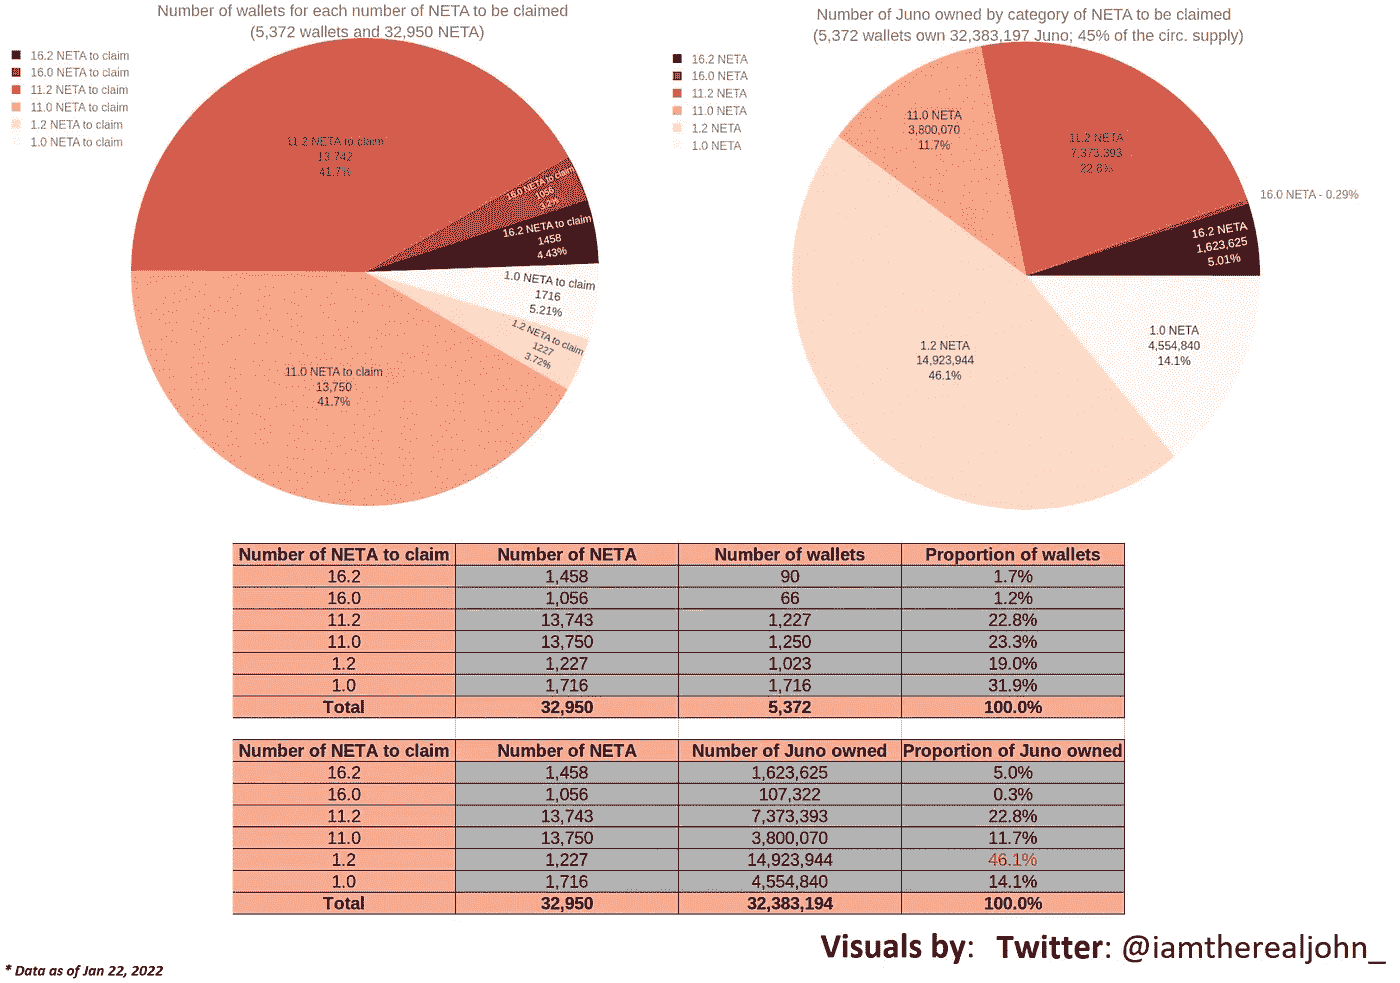 Number of wallets for each number of NETA to be claimed
(5,372 wallets and 32,950 NETA)
16.2 NETA to claim
16.0 NETA to claim
11.2 NETA to claim
11.0 NETA to claim
1.2 NETA to claim
1.0 NETA to claim
11.2 NETA to claim
13,742
41.7%
16.0 NETA to claim
1056
3.2%
16.2 NETA to claim
1458
4.43%
1.0 NETA to claim
1716
5.21%
1.2 NETA to claim
1227
3.72%
11.0 NETA to claim
13,750
41.7%
Number of Juno owned by category of NETA to be claimed
(5,372 wallets own 32,383,197 Juno; 45% of the circ. supply)
16.2 NETA
16.0 NETA
11.2 NETA
11.0 NETA
1.2 NETA
1.0 NETA
11.0 NETA
3,800,070
11.7%
11.2 NETA
7,373,393
22.8%
16.0 NETA - 0.29%
16.2 NETA
1,623,625
5.01%
1.0 NETA
4,554,840
14.1%
1.2 NETA
14,923,944
46.1%
Number of NETA to claim Number of NETA Number of wallets Proportion of wallets
16.2 1,458 90 1.7%
16.0 1,056 66 1.2%
11.2 13,743 1,227 22.8%
11.0 13,750 1,250 23.3%
1.2 1,227 1,023 19.0%
1.0 1,716 1,716 31.9%
Total 32,950 5,372 100.0%
Number of NETA to claim Number of NETA Number of Juno owned Proportion of Juno owned
16.2 1,458 1,623,625 5.0%
16.0 1,056 107,322 0.3%
11.2 13,743 7,373,393 22.8%
11.0 13,750 3,800,070 11.7%
1.2 1,227 14,923,944 46.1%
1.0 1,716 4,554,840 14.1%
Total 32,950 32,383,194 100.0%
Visuals by: Twitter: @iamtherealjohn_
* Data as of Jan 22, 2022